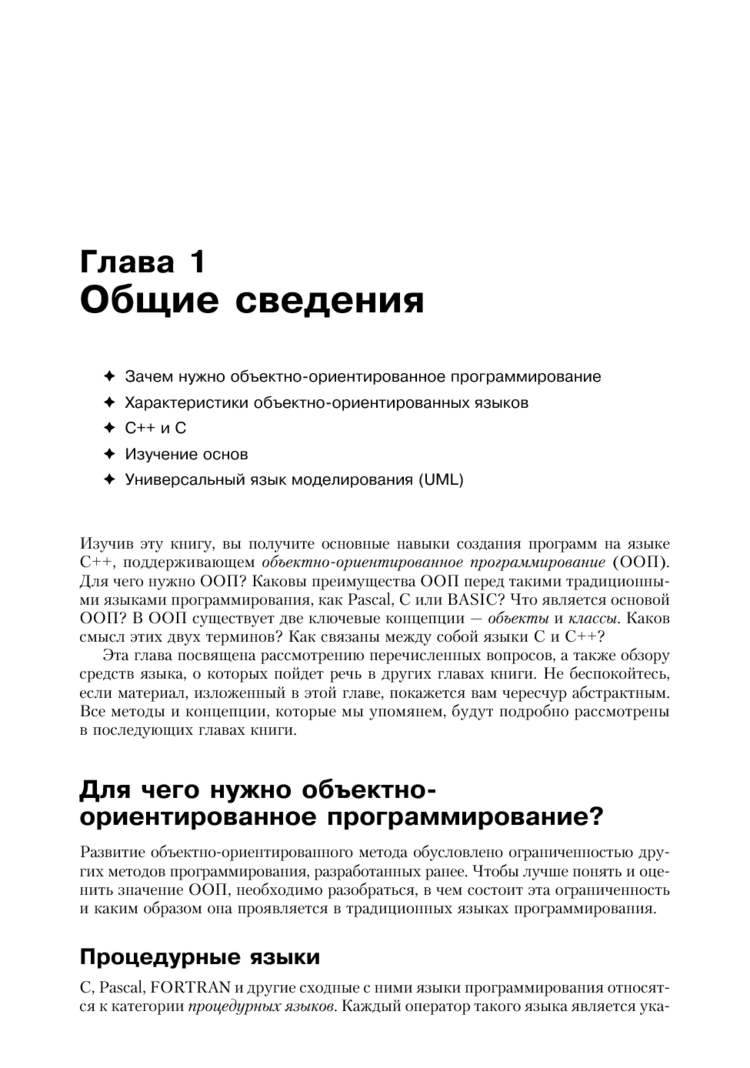 Глава 1
Общие сведения
✦ Зачем нужно объектно-ориентированное программирование
✦ Характеристики объектно-ориентированных языков
✦ C++ и C
✦ Изучение основ
✦ Универсальный язык моделирования (UML)
Изучив эту книгу, вы получите основные навыки создания программ на языке
C++, поддерживающем объектно-ориентированное программирование (ООП).
Для чего нужно ООП? Каковы преимущества ООП перед такими традиционны-
ми языками программирования, как Pascal, C или BASIC? Что является основой
ООП? В ООП существует две ключевые концепции — объекты и классы. Каков
смысл этих двух терминов? Как связаны между собой языки C и C++?
Эта глава посвящена рассмотрению перечисленных вопросов, а также обзору
средств языка, о которых пойдет речь в других главах книги. Не беспокойтесь,
если материал, изложенный в этой главе, покажется вам чересчур абстрактным.
Все методы и концепции, которые мы упомянем, будут подробно рассмотрены
в последующих главах книги.
Для чего нужно объектно-
ориентированное программирование?
Развитие объектно-ориентированного метода обусловлено ограниченностью дру-
гих методов программирования, разработанных ранее. Чтобы лучше понять и оце-
нить значение ООП, необходимо разобраться, в чем состоит эта ограниченность
и каким образом она проявляется в традиционных языках программирования.
Процедурные языки
C, Pascal, FORTRAN и другие сходные с ними языки программирования относят-
ся к категории процедурных языков. Каждый оператор такого языка является ука-